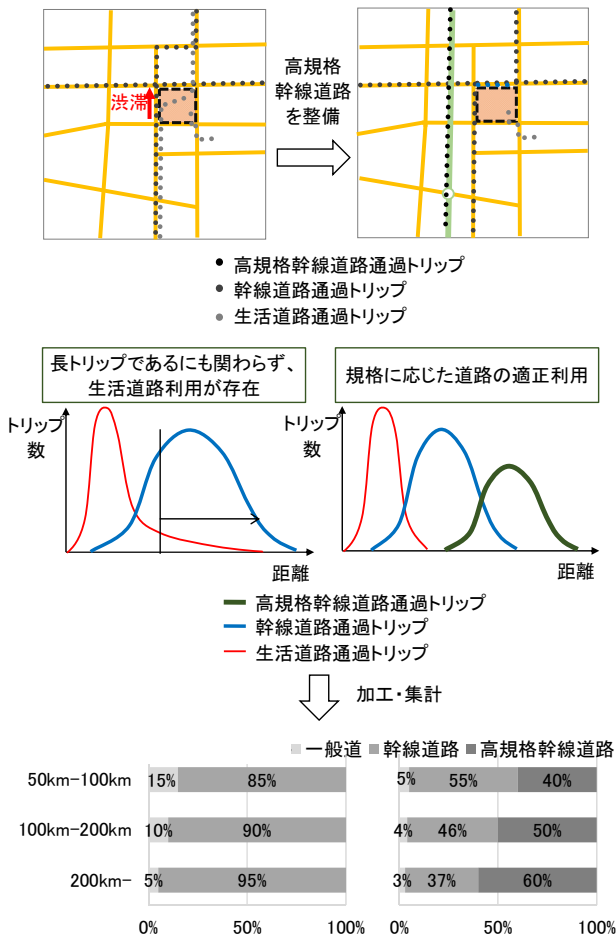 渋滞
高規格
幹線道路
を整備
高規格幹線道路通過トリップ
幹線道路通過トリップ
生活道路通過トリップ
長トリップであるにも関わらず、
生活道路利用が存在
規格に応じた道路の適正利用
トリップ
数
距離
トリップ
数
距離
高規格幹線道路通過トリップ
幹線道路通過トリップ
生活道路通過トリップ
加工・集計
一般道 幹線道路 高規格幹線道路
50km-100km 15% 85% 5% 55% 40%
100km-200km 10% 90% 4% 46% 50%
200km- 5% 95% 3% 37% 60%
0% 50% 100% 0% 50% 100%